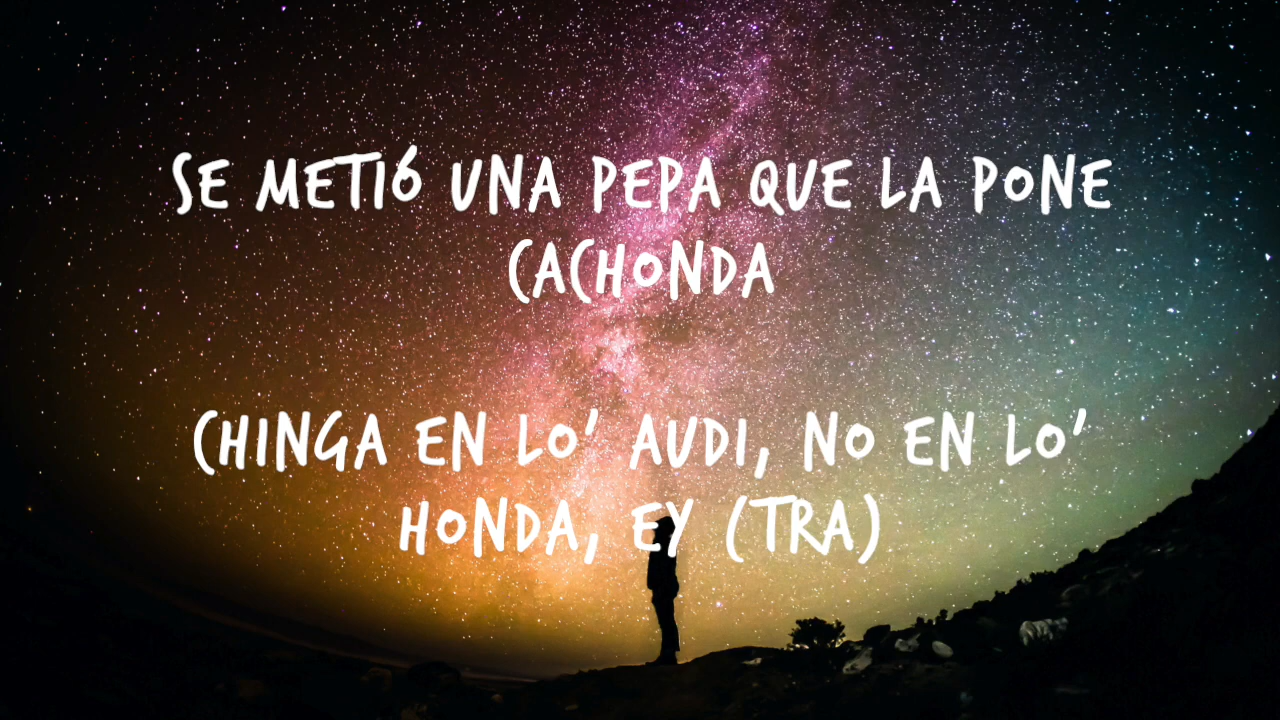 SE METIÓ UNA PEPA QUE LA PONE
CACHONDA
CHINGA EN LO' AUDI, NO EN LO'
HONDA, EY (TRA)